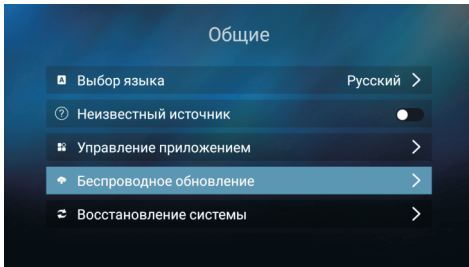 Общие
Выбор языка Русский
Неизвестный источник
Управление приложением
Беспроводное обновление
Восстановление системы